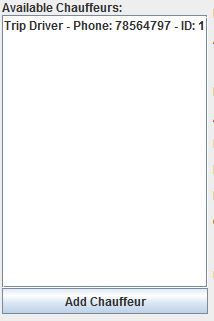 Available Chauffeurs:
Trip Driver - Phone: 78564797 - ID: 1
Add Chauffeur